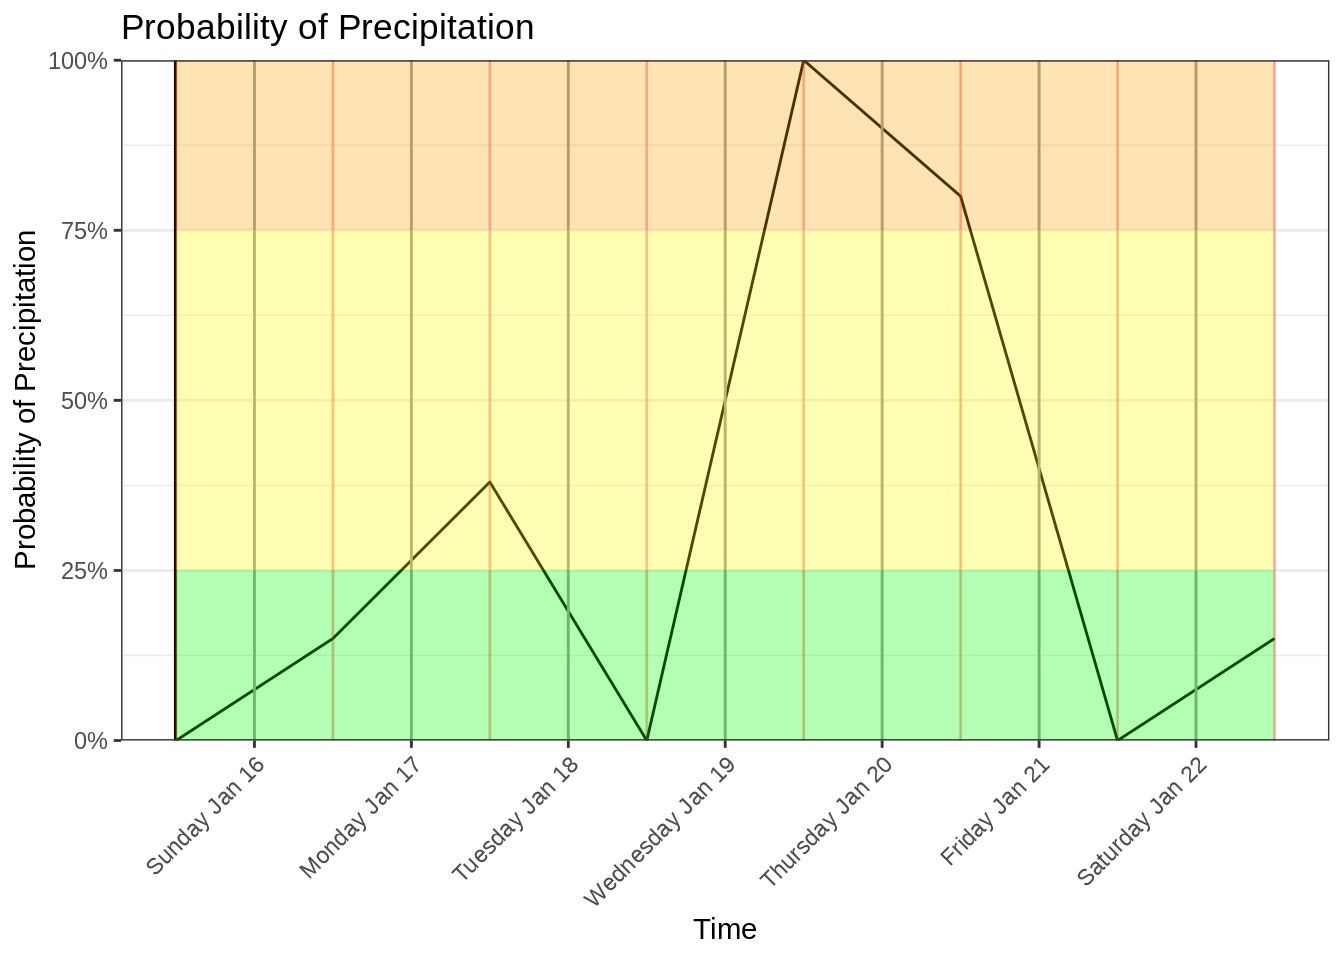 Probability of Precipitation
100%
75%
50%
25%
0%
Probability of Precipitation
Sunday Jan 16
Monday Jan 17
Tuesday Jan 18
Wednesday Jan 19
Thursday Jan 20
Friday Jan 21
Saturday Jan 22
Time